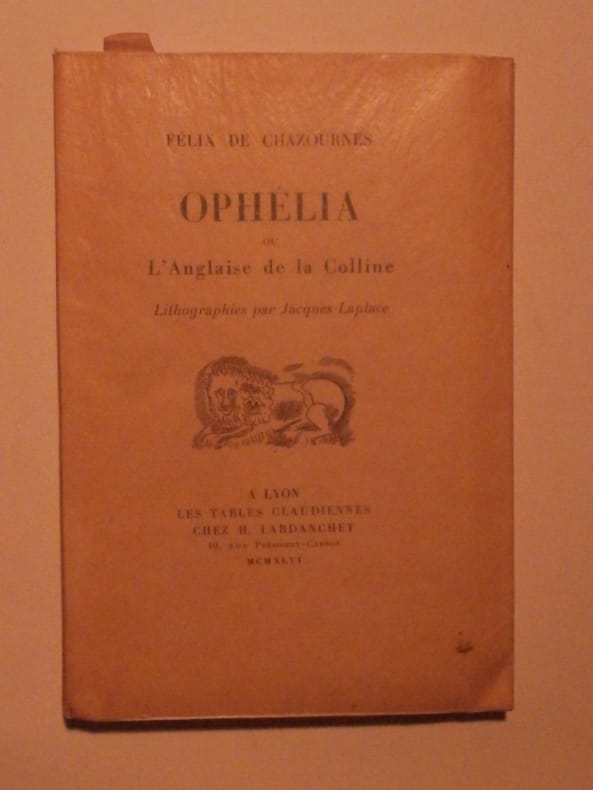 FÉLIX DE CHAZOURNES
OPHÉLIA
OU
L'Anglaise de la Colline
Lithographies par Jacques Laplace
A LYON
LES TABLES CLAUDIENNES
CHEZ H. LARDANCHET
10, RUE PRÉSIDENT-CARNOT
MCMXLVI